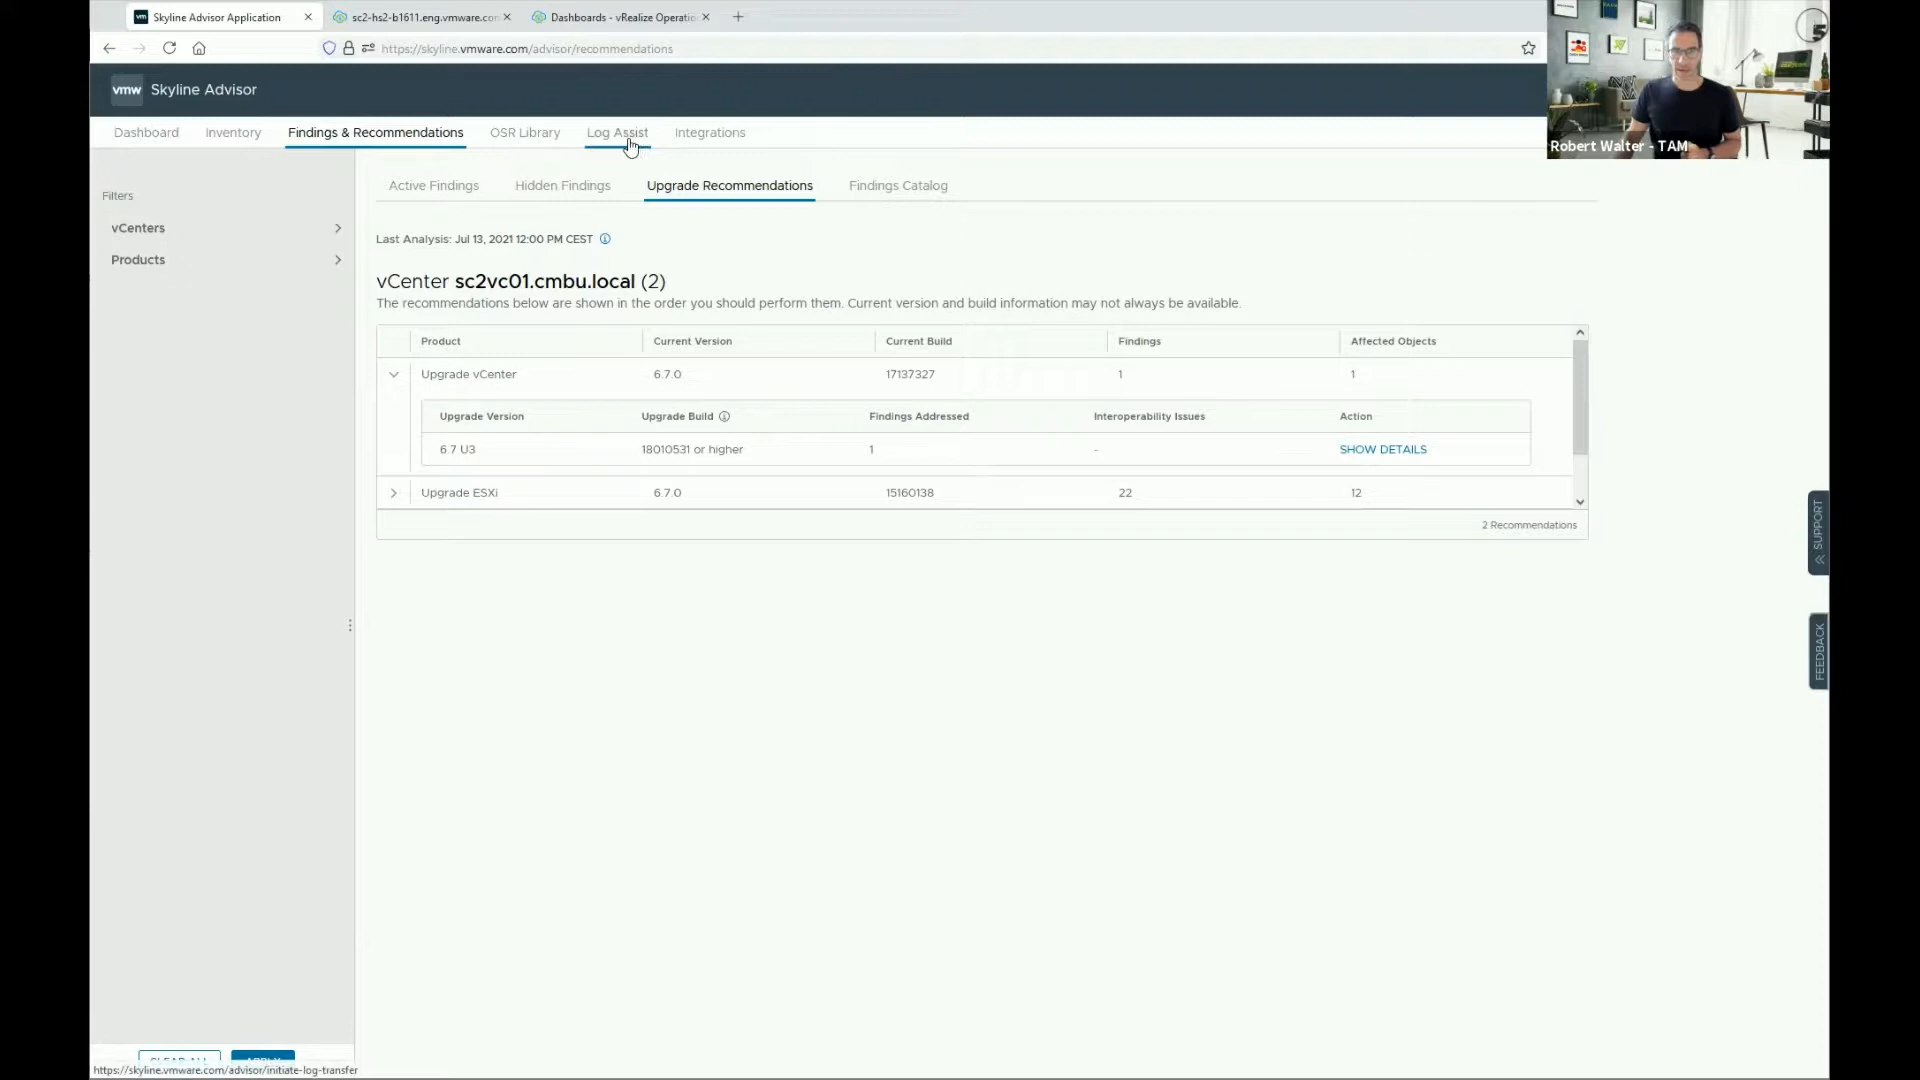 Skyline Advisor Application
sc2-hs2-b1611.eng.vmware.com
Dashboards - vRealize Operatio
https://skyline.vmware.com/advisor/recommendations
vmw Skyline Advisor
Dashboard Inventory Findings & Recommendations OSR Library Log Assist Integrations
Robert Walter - TAM
Active Findings Hidden Findings Upgrade Recommendations Findings Catalog
Filters
vCenters
Products
Last Analysis: Jul 13, 2021 12:00 PM CEST
vCenter sc2vc01.cmbu.local (2)
The recommendations below are shown in the order you should perform them. Current version and build information may not always be available.
Product Current Version Current Build Findings Affected Objects
Upgrade vCenter 6.7.0 17137327 1 1
Upgrade Version Upgrade Build Findings Addressed Interoperability Issues Action
6.7 U3 18010531 or higher 1 - SHOW DETAILS
Upgrade ESXi 6.7.0 15160138 22 12
2 Recommendations
SUPPORT
FEEDBACK
CLEAR ALL APPLY
https://skyline.vmware.com/advisor/initiate-log-transfer